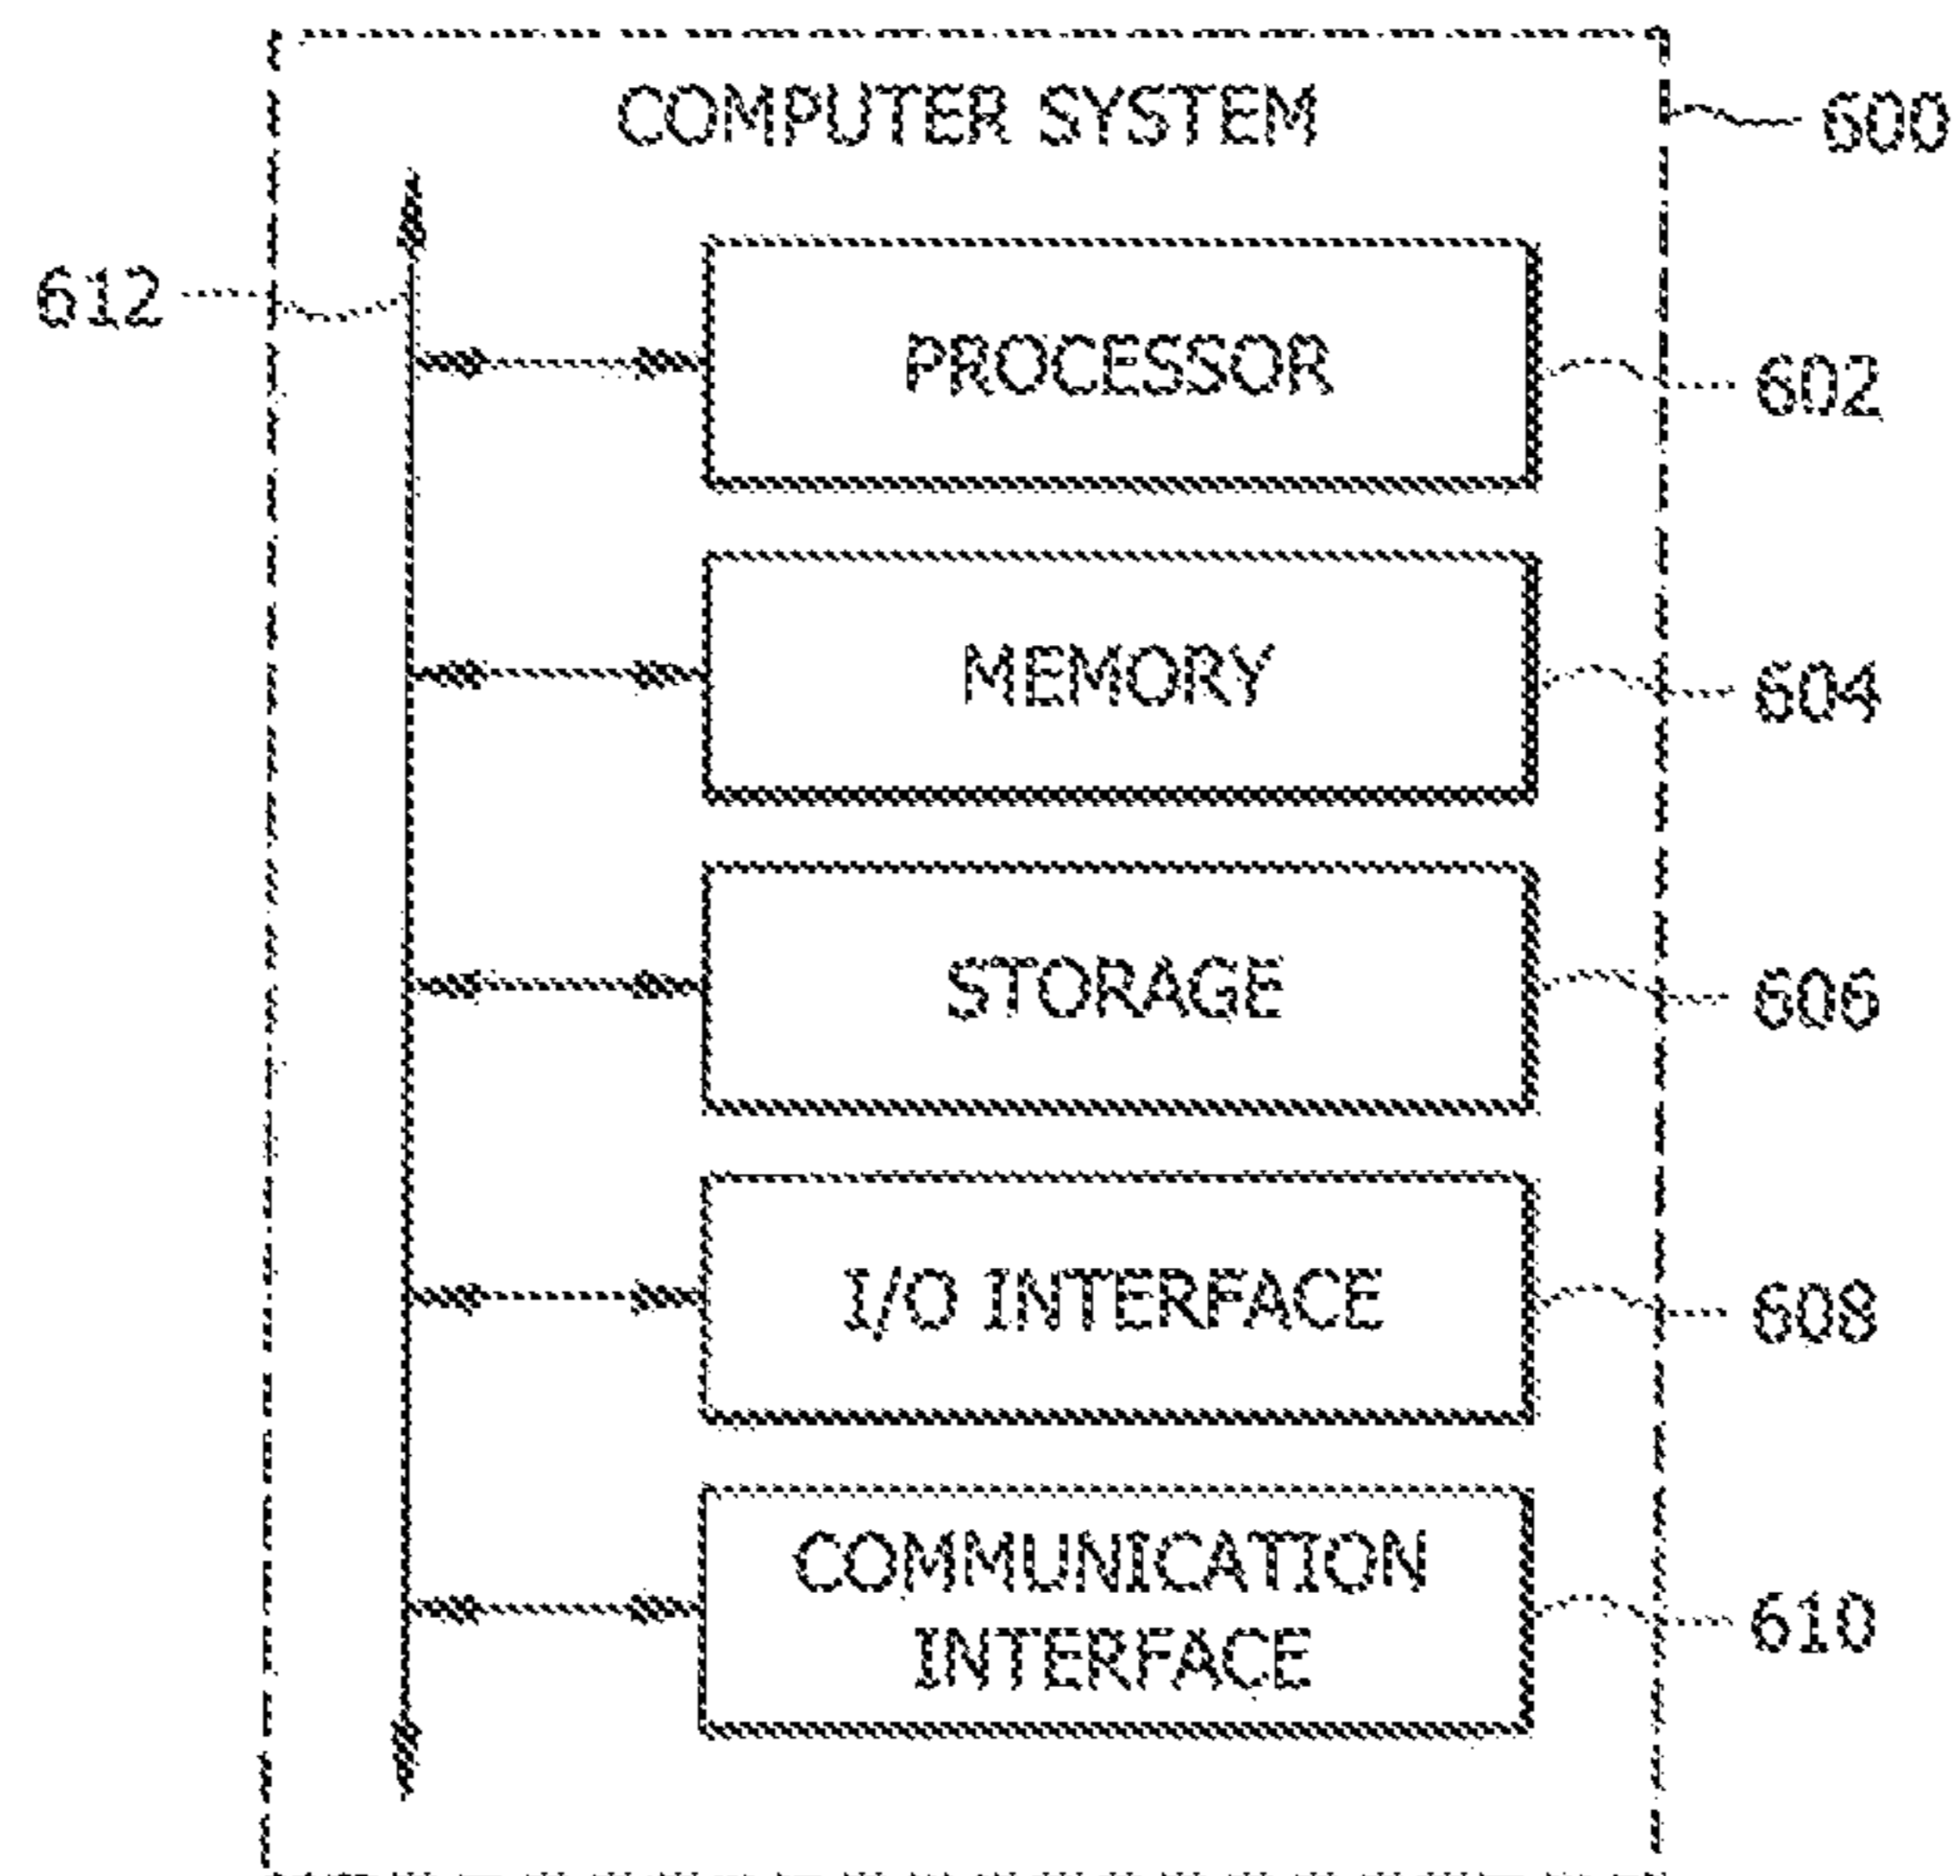 COMPUTER SYSTEM
600
612
PROCESSOR
602
MEMORY
604
STORAGE
606
I/O INTERFACE
608
COMMUNICATION
INTERFACE
610